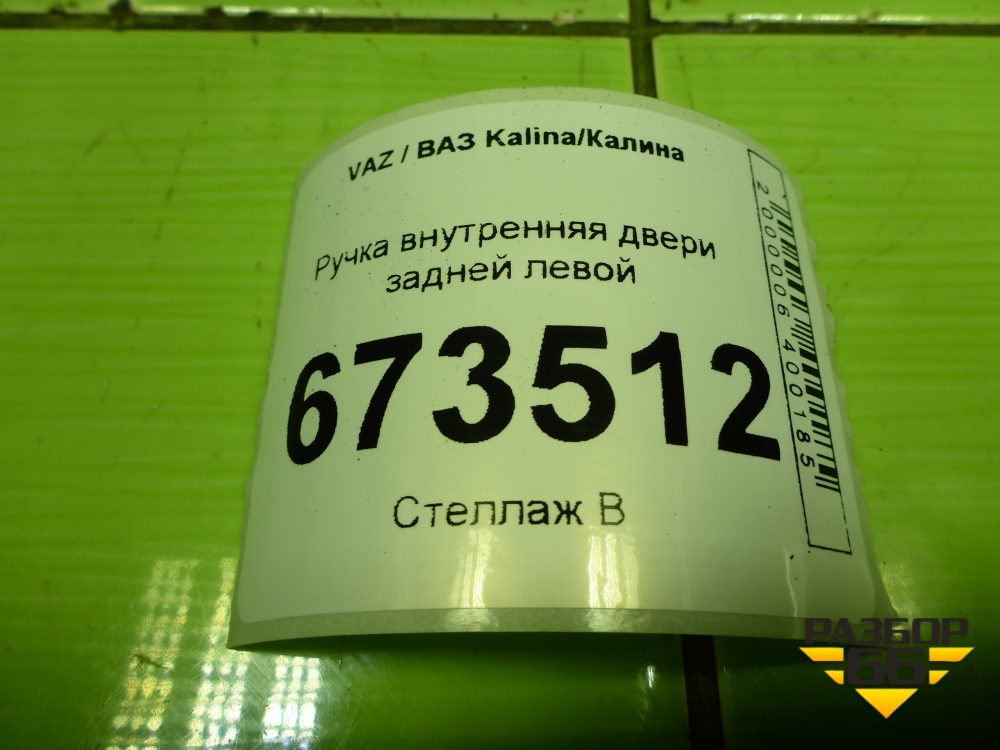 VAZ / ВАЗ Kalina/Калина
Ручка внутренняя двери
задней левой
673512
Стеллаж В
2000006400185
РАЗБОР
66